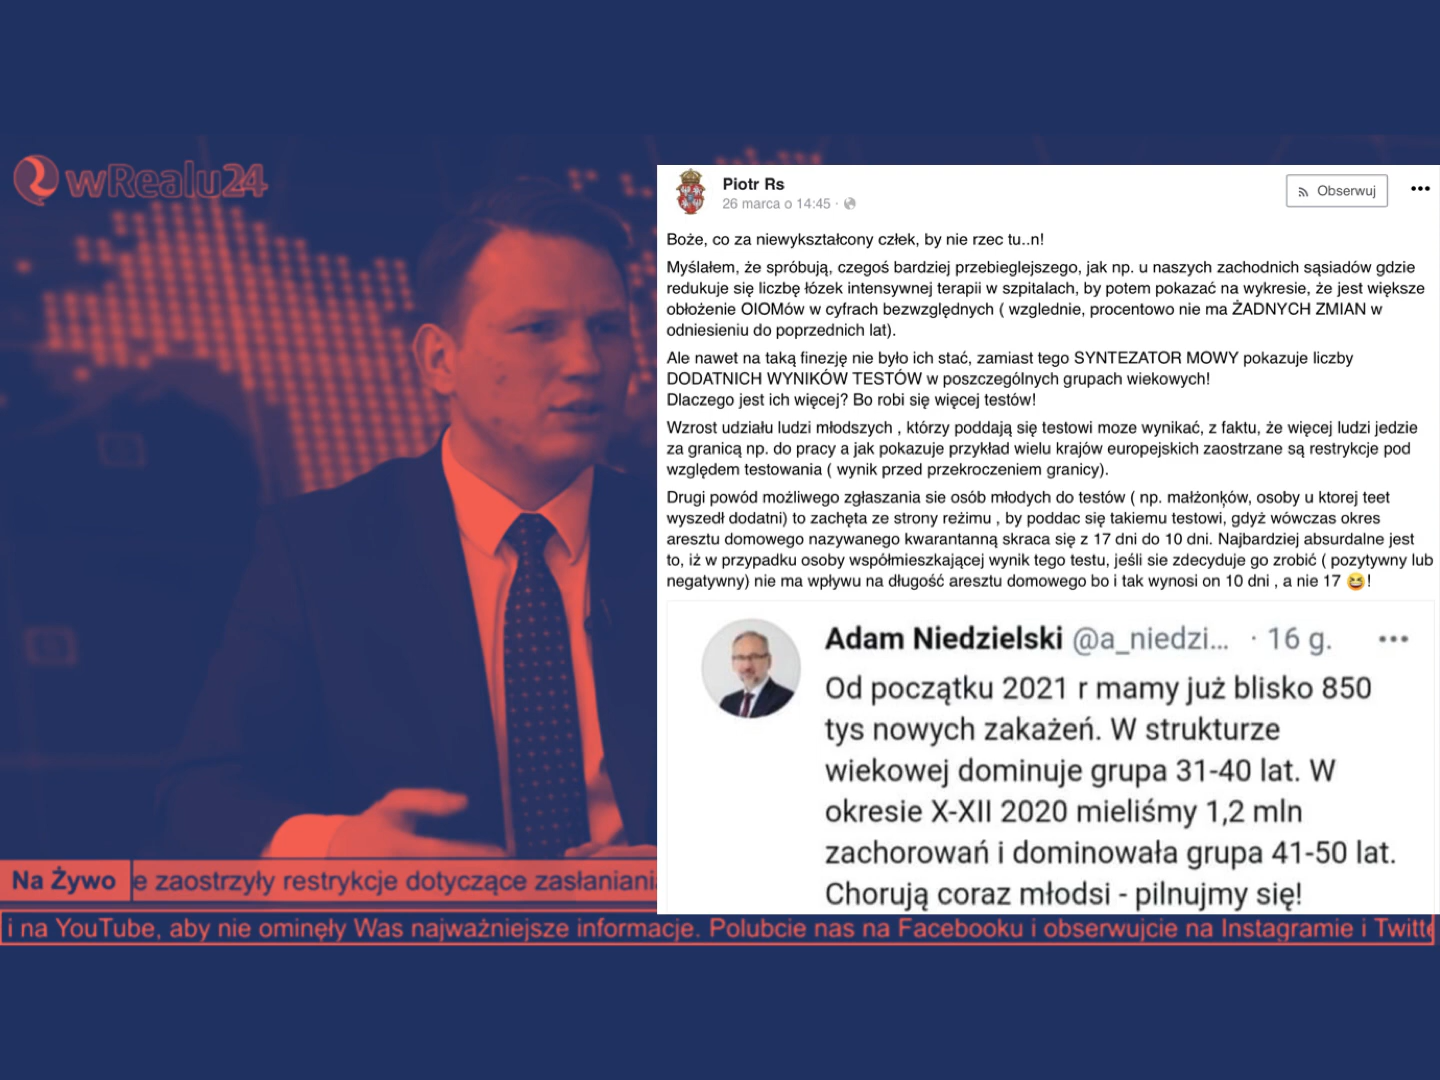 wRealu24
Piotr Rs
26 marca o 14:45 ·
Obserwuj
Boże, co za niewykształcony człek, by nie rzec tu..n!
Myślałem, że spróbują, czegoś bardziej przebieglejszego, jak np. u naszych zachodnich sąsiadów gdzie
redukuje się liczbę łózek intensywnej terapii w szpitalach, by potem pokazać na wykresie, że jest większe
obłożenie OIOMów w cyfrach bezwzględnych ( wzglednie, procentowo nie ma ŻADNYCH ZMIAN w
odniesieniu do poprzednich lat).
Ale nawet na taką finezję nie było ich stać, zamiast tego SYNTEZATOR MOWY pokazuje liczby
DODATNICH WYNIKÓW TESTÓW w poszczególnych grupach wiekowych!
Dlaczego jest ich więcej? Bo robi się więcej testów!
Wzrost udziału ludzi młodszych , którzy poddają się testowi moze wynikać, z faktu, że więcej ludzi jedzie
za granicą np. do pracy a jak pokazuje przykład wielu krajów europejskich zaostrzane są restrykcje pod
względem testowania ( wynik przed przekroczeniem granicy).
Drugi powód możliwego zgłaszania sie osób młodych do testów ( np. małżonķów, osoby u ktorej teet
wyszedł dodatni) to zachęta ze strony reżimu , by poddac się takiemu testowi, gdyż wówczas okres
aresztu domowego nazywanego kwarantanną skraca się z 17 dni do 10 dni. Najbardziej absurdalne jest
to, iż w przypadku osoby współmieszkającej wynik tego testu, jeśli sie zdecyduje go zrobić ( pozytywny lub
negatywny) nie ma wpływu na długość aresztu domowego bo i tak wynosi on 10 dni , a nie 17 😆!
Adam Niedzielski @a_niedzi... · 16 g.
Od początku 2021 r mamy już blisko 850
tys nowych zakażeń. W strukturze
wiekowej dominuje grupa 31-40 lat. W
okresie X-XII 2020 mieliśmy 1,2 mln
zachorowań i dominowała grupa 41-50 lat.
Chorują coraz młodsi - pilnujmy się!
Na Żywo e zaostrzyły restrykcje dotyczące zasłaniani
i na YouTube, aby nie ominęły Was najważniejsze informacje. Polubcie nas na Facebooku i obserwujcie na Instagramie i Twitte